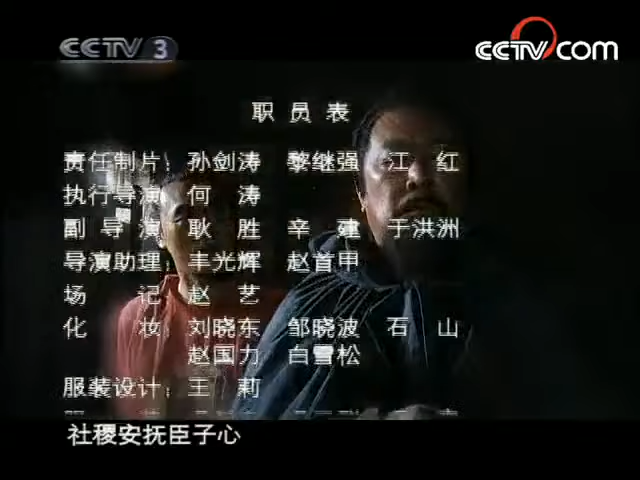 CCTV 3
CCTV.com
职员表
责任制片：孙剑涛 黎继强 江红
执行导演：何涛
副导演：耿胜 辛建 于洪洲
导演助理：丰光辉 赵首甲
场记：赵艺
化妆：刘晓东 邹晓波 石山
赵国力 白雪松
服装设计：王莉
社稷安抚臣子心